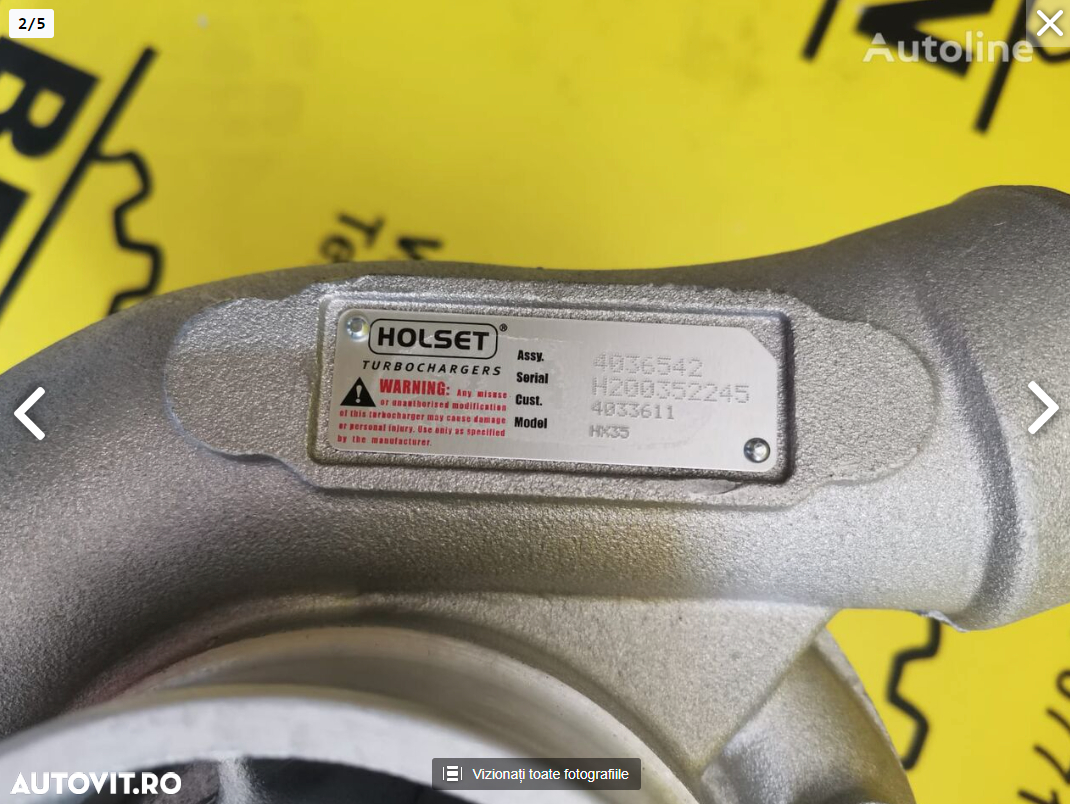 2/5
Autoline
HOLSET®
TURBOCHARGERS
WARNING: Any misuse
or unauthorised modification
of this turbocharger may cause damage
or personal injury. Use only as specified
by the manufacturer.
Assy. 4036542
Serial H200352245
Cust. 4033611
Model HX35
AUTOVIT.RO
Vizionați toate fotografiile